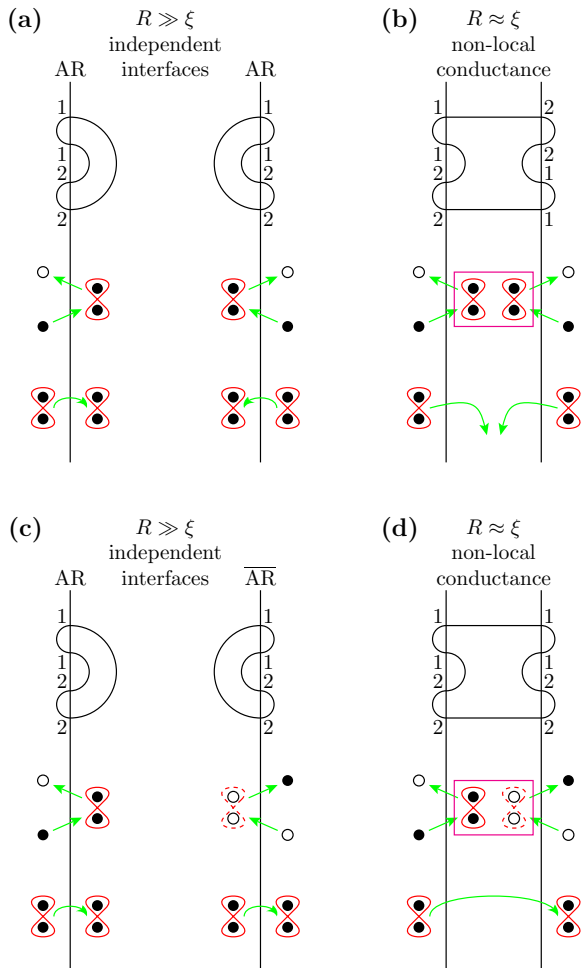 (a)
R ≫ ξ
independent
interfaces
AR
AR
1
1
2
2
1
1
2
2
(b)
R ≈ ξ
non-local
conductance
1
1
2
2
2
2
1
1
(c)
R ≫ ξ
independent
interfaces
AR
A̅R̅
1
1
2
2
1
1
2
2
(d)
R ≈ ξ
non-local
conductance
1
1
2
2
1
1
2
2